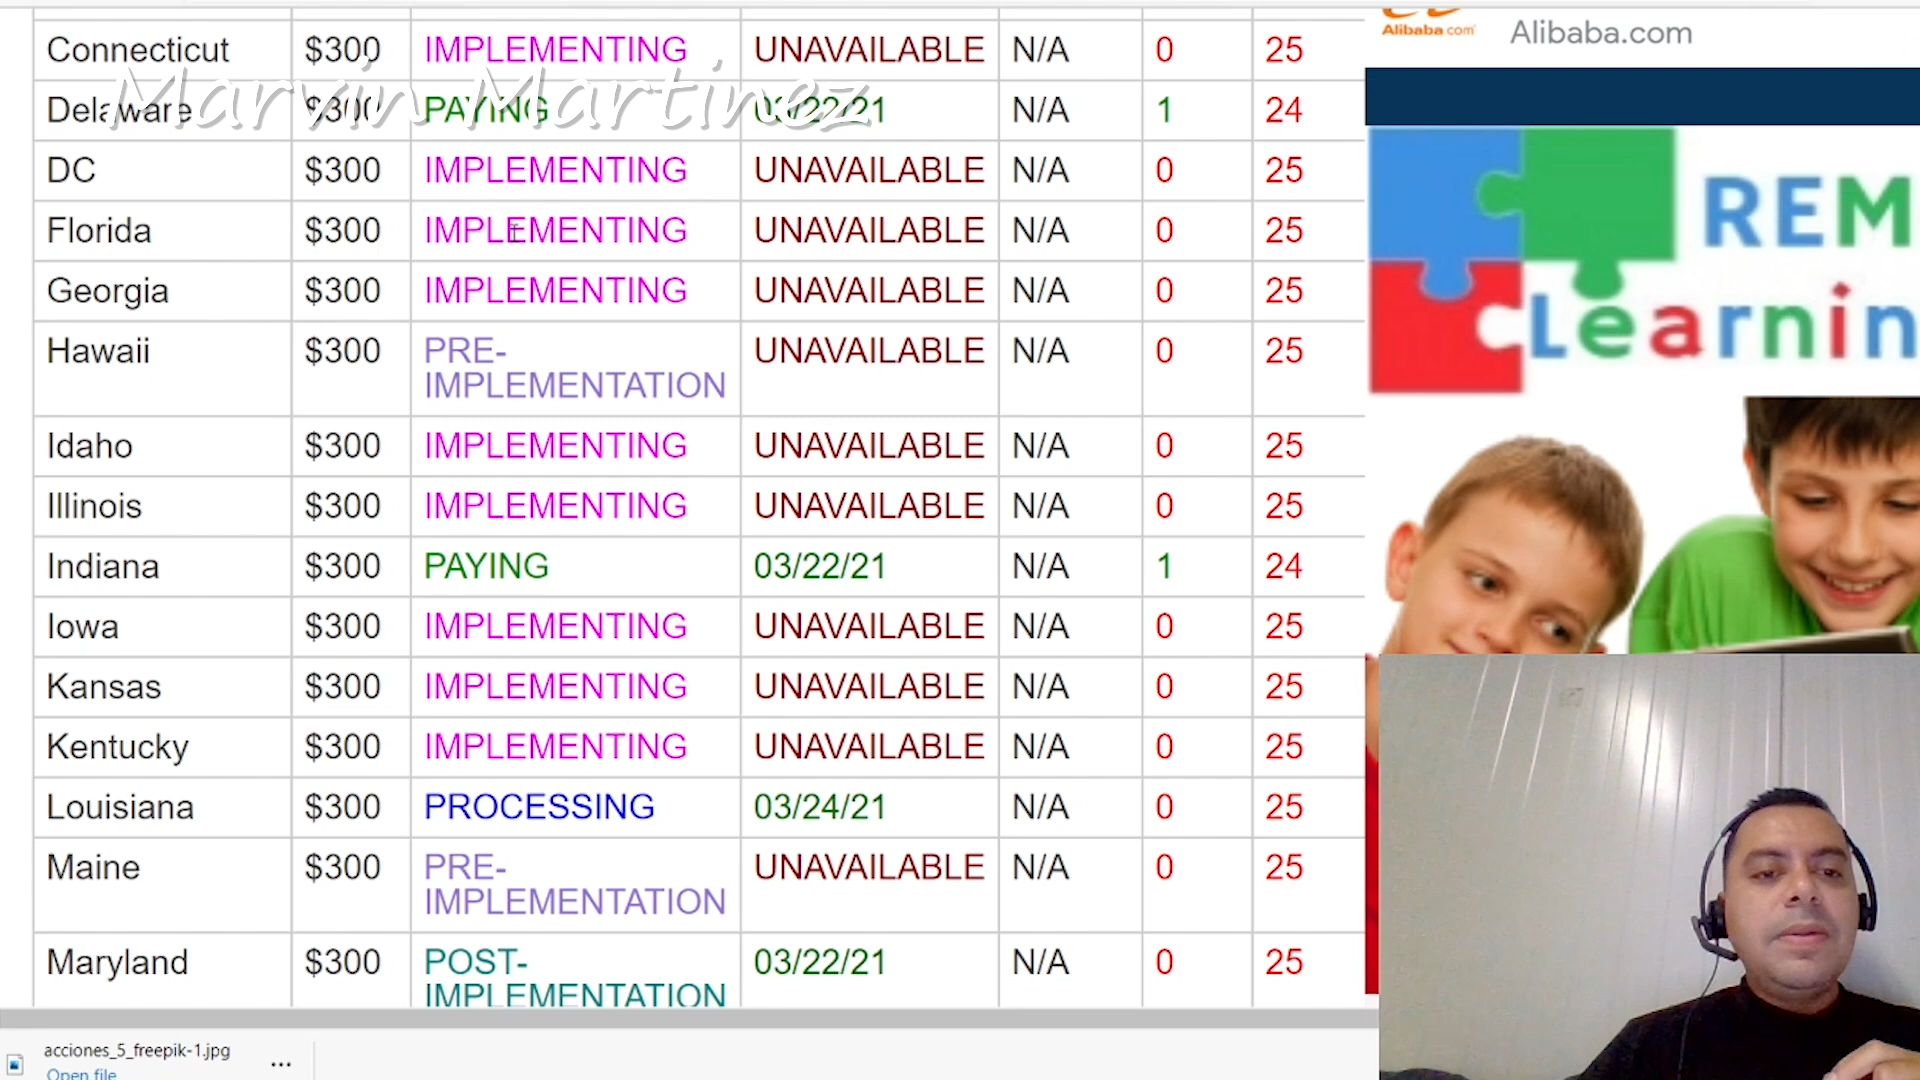 Connecticut $300 IMPLEMENTING UNAVAILABLE N/A 0 25
Marvin Martinez
Delaware $300 PAYING 03/22/21 N/A 1 24
DC $300 IMPLEMENTING UNAVAILABLE N/A 0 25
Florida $300 IMPLEMENTING UNAVAILABLE N/A 0 25
Georgia $300 IMPLEMENTING UNAVAILABLE N/A 0 25
Hawaii $300 PRE- UNAVAILABLE N/A 0 25
IMPLEMENTATION
Idaho $300 IMPLEMENTING UNAVAILABLE N/A 0 25
Illinois $300 IMPLEMENTING UNAVAILABLE N/A 0 25
Indiana $300 PAYING 03/22/21 N/A 1 24
Iowa $300 IMPLEMENTING UNAVAILABLE N/A 0 25
Kansas $300 IMPLEMENTING UNAVAILABLE N/A 0 25
Kentucky $300 IMPLEMENTING UNAVAILABLE N/A 0 25
Louisiana $300 PROCESSING 03/24/21 N/A 0 25
Maine $300 PRE- UNAVAILABLE N/A 0 25
IMPLEMENTATION
Maryland $300 POST- 03/22/21 N/A 0 25
IMPLEMENTATION
acciones_5_freepik-1.jpg
Open file
...
Alibaba.com
Alibaba.com
REM
Learnin